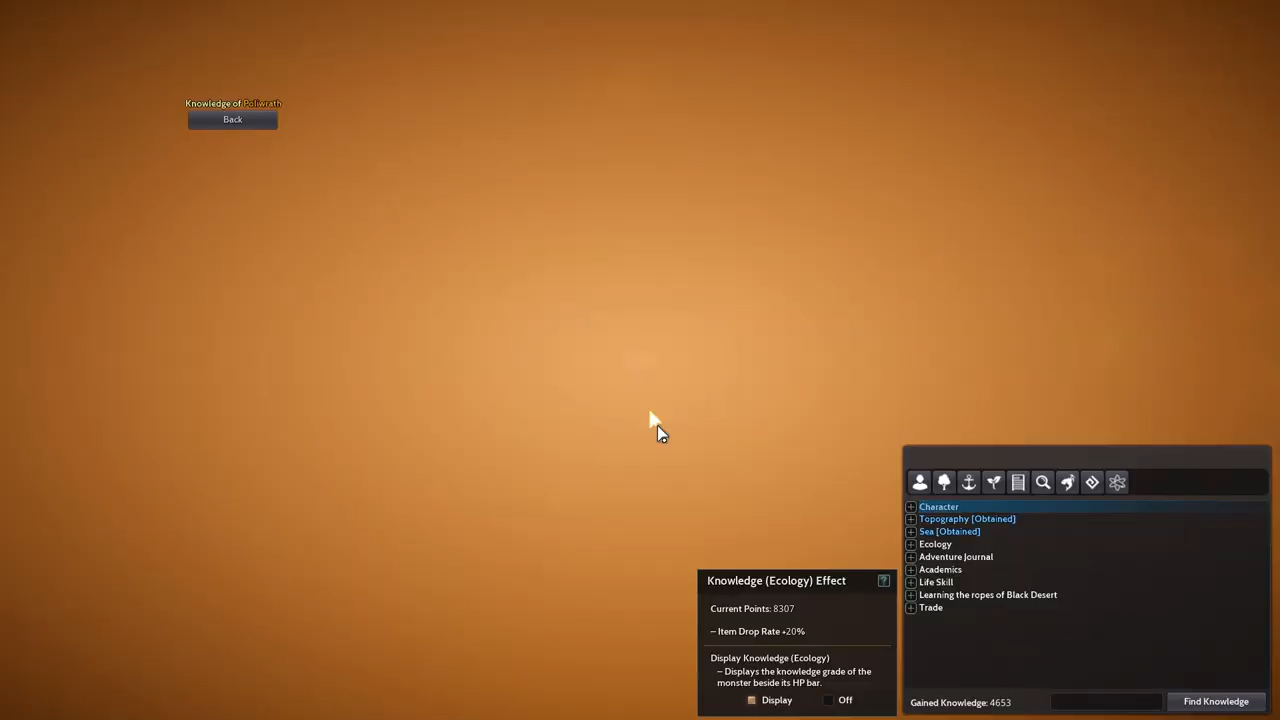 Knowledge of Poliwrath
Back
Character
Topography [Obtained]
Sea [Obtained]
Ecology
Adventure Journal
Academics
Life Skill
Learning the ropes of Black Desert
Trade
Gained Knowledge: 4653
Find Knowledge
Knowledge (Ecology) Effect
?
Current Points: 8307
– Item Drop Rate +20%
Display Knowledge (Ecology)
– Displays the knowledge grade of the
monster beside its HP bar.
Display
Off